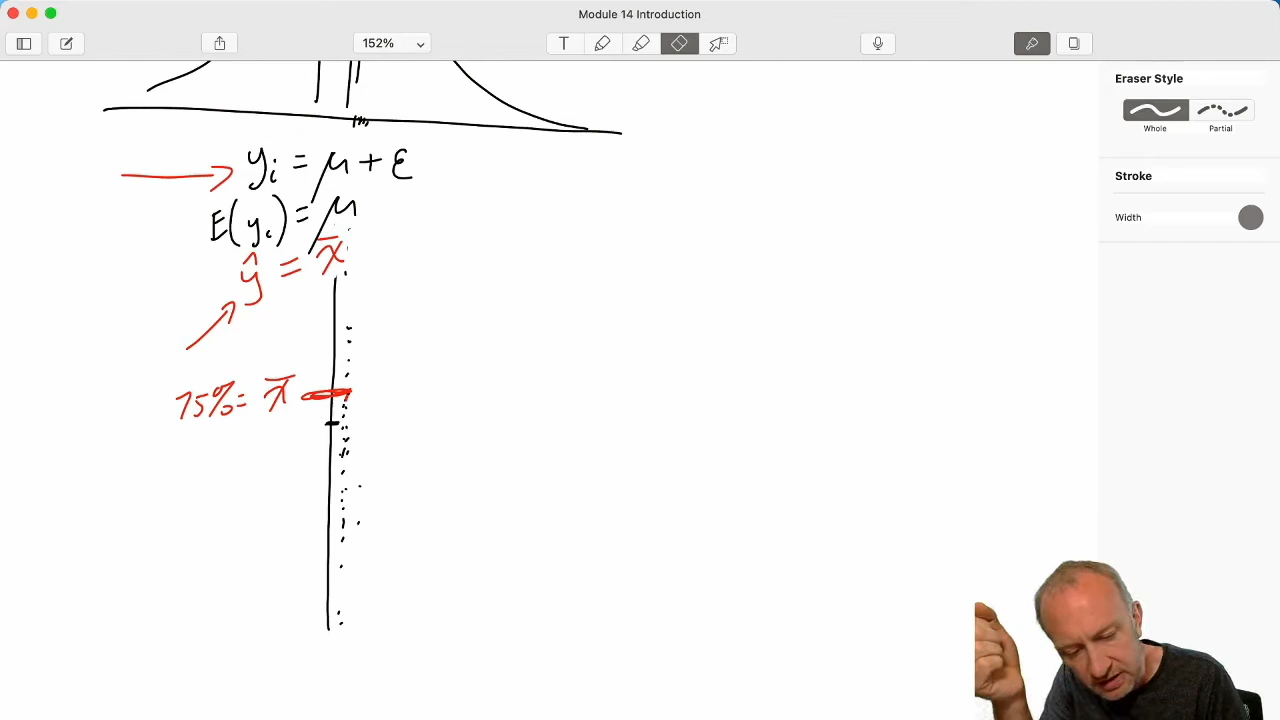 Module 14 Introduction
152%
T
Eraser Style
Whole Partial
Stroke
Width
yᵢ = μ + ε
E(yᵢ) = μ
ŷ = x̄
75% = x̄